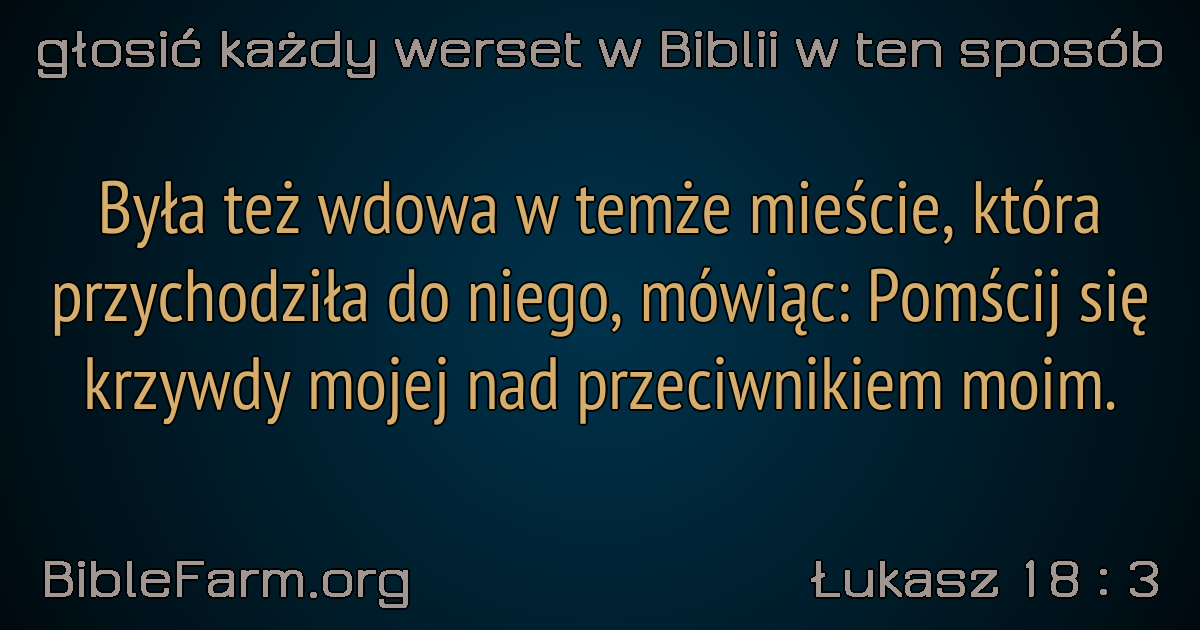 głosić każdy werset w Biblii w ten sposób
Była też wdowa w temże mieście, która
przychodziła do niego, mówiąc: Pomścij się
krzywdy mojej nad przeciwnikiem moim.
BibleFarm.org
Łukasz 18 : 3